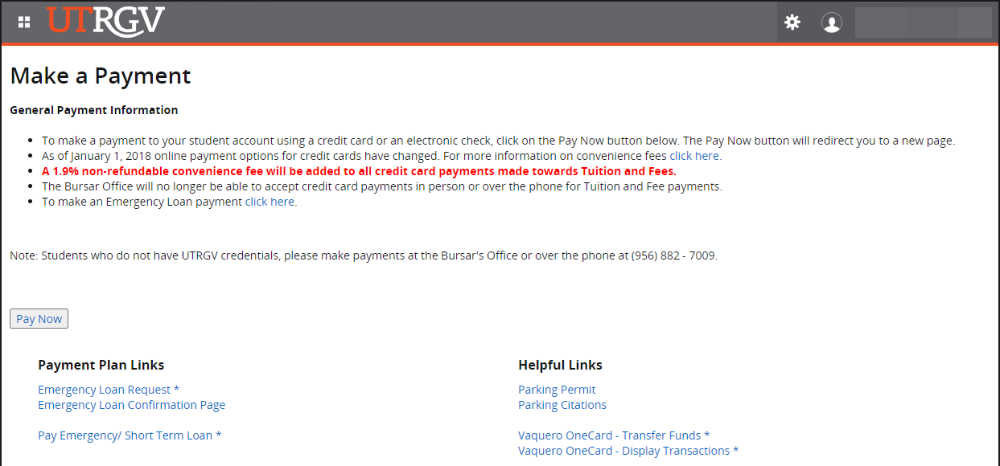 UTRGV
Make a Payment
General Payment Information
To make a payment to your student account using a credit card or an electronic check, click on the Pay Now button below. The Pay Now button will redirect you to a new page.
As of January 1, 2018 online payment options for credit cards have changed. For more information on convenience fees click here.
A 1.9% non-refundable convenience fee will be added to all credit card payments made towards Tuition and Fees.
The Bursar Office will no longer be able to accept credit card payments in person or over the phone for Tuition and Fee payments.
To make an Emergency Loan payment click here.
Note: Students who do not have UTRGV credentials, please make payments at the Bursar's Office or over the phone at (956) 882 - 7009.
Pay Now
Payment Plan Links
Emergency Loan Request *
Emergency Loan Confirmation Page
Pay Emergency/ Short Term Loan *
Helpful Links
Parking Permit
Parking Citations
Vaquero OneCard - Transfer Funds *
Vaquero OneCard - Display Transactions *